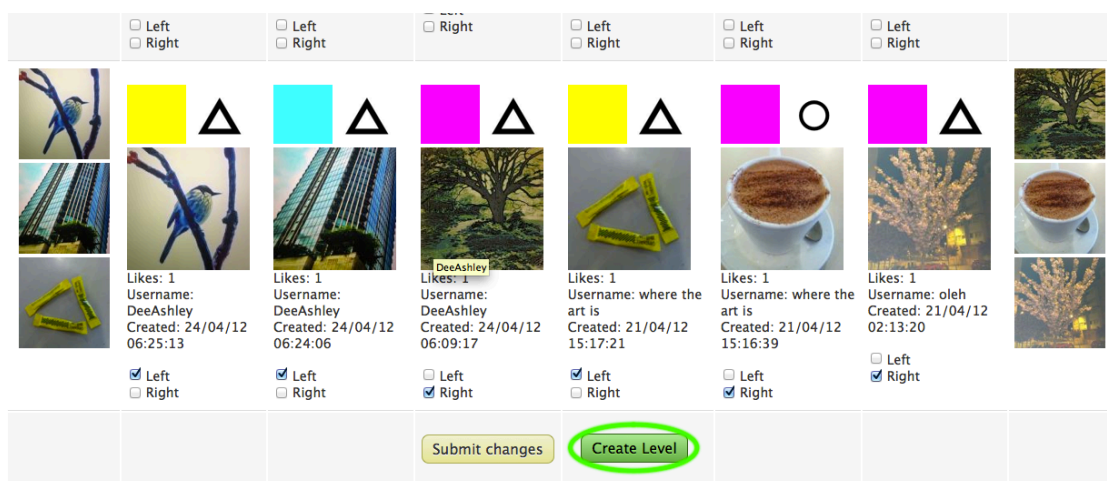 Left
Right
Left
Right
Right
Left
Right
Left
Right
Left
Right
DeeAshley
Likes: 1
Username:
DeeAshley
Created: 24/04/12
06:25:13
Left
Right
Likes: 1
Username:
DeeAshley
Created: 24/04/12
06:24:06
Left
Right
Likes: 1
Username:
DeeAshley
Created: 24/04/12
06:09:17
Left
Right
Likes: 1
Username: where the
art is
Created: 21/04/12
15:17:21
Left
Right
Likes: 1
Username: where the
art is
Created: 21/04/12
15:16:39
Left
Right
Likes: 1
Username: oleh
Created: 21/04/12
02:13:20
Left
Right
Submit changes
Create Level